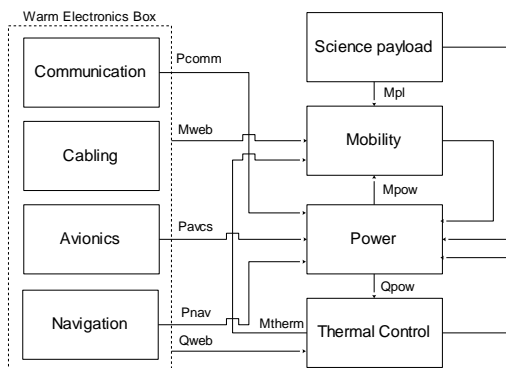 Warm Electronics Box
Communication
Pcomm
Science payload
Mpl
Cabling
Mweb
Mobility
Mpow
Avionics
Pavcs
Power
Qpow
Navigation
Pnav
Mtherm
Thermal Control
Qweb